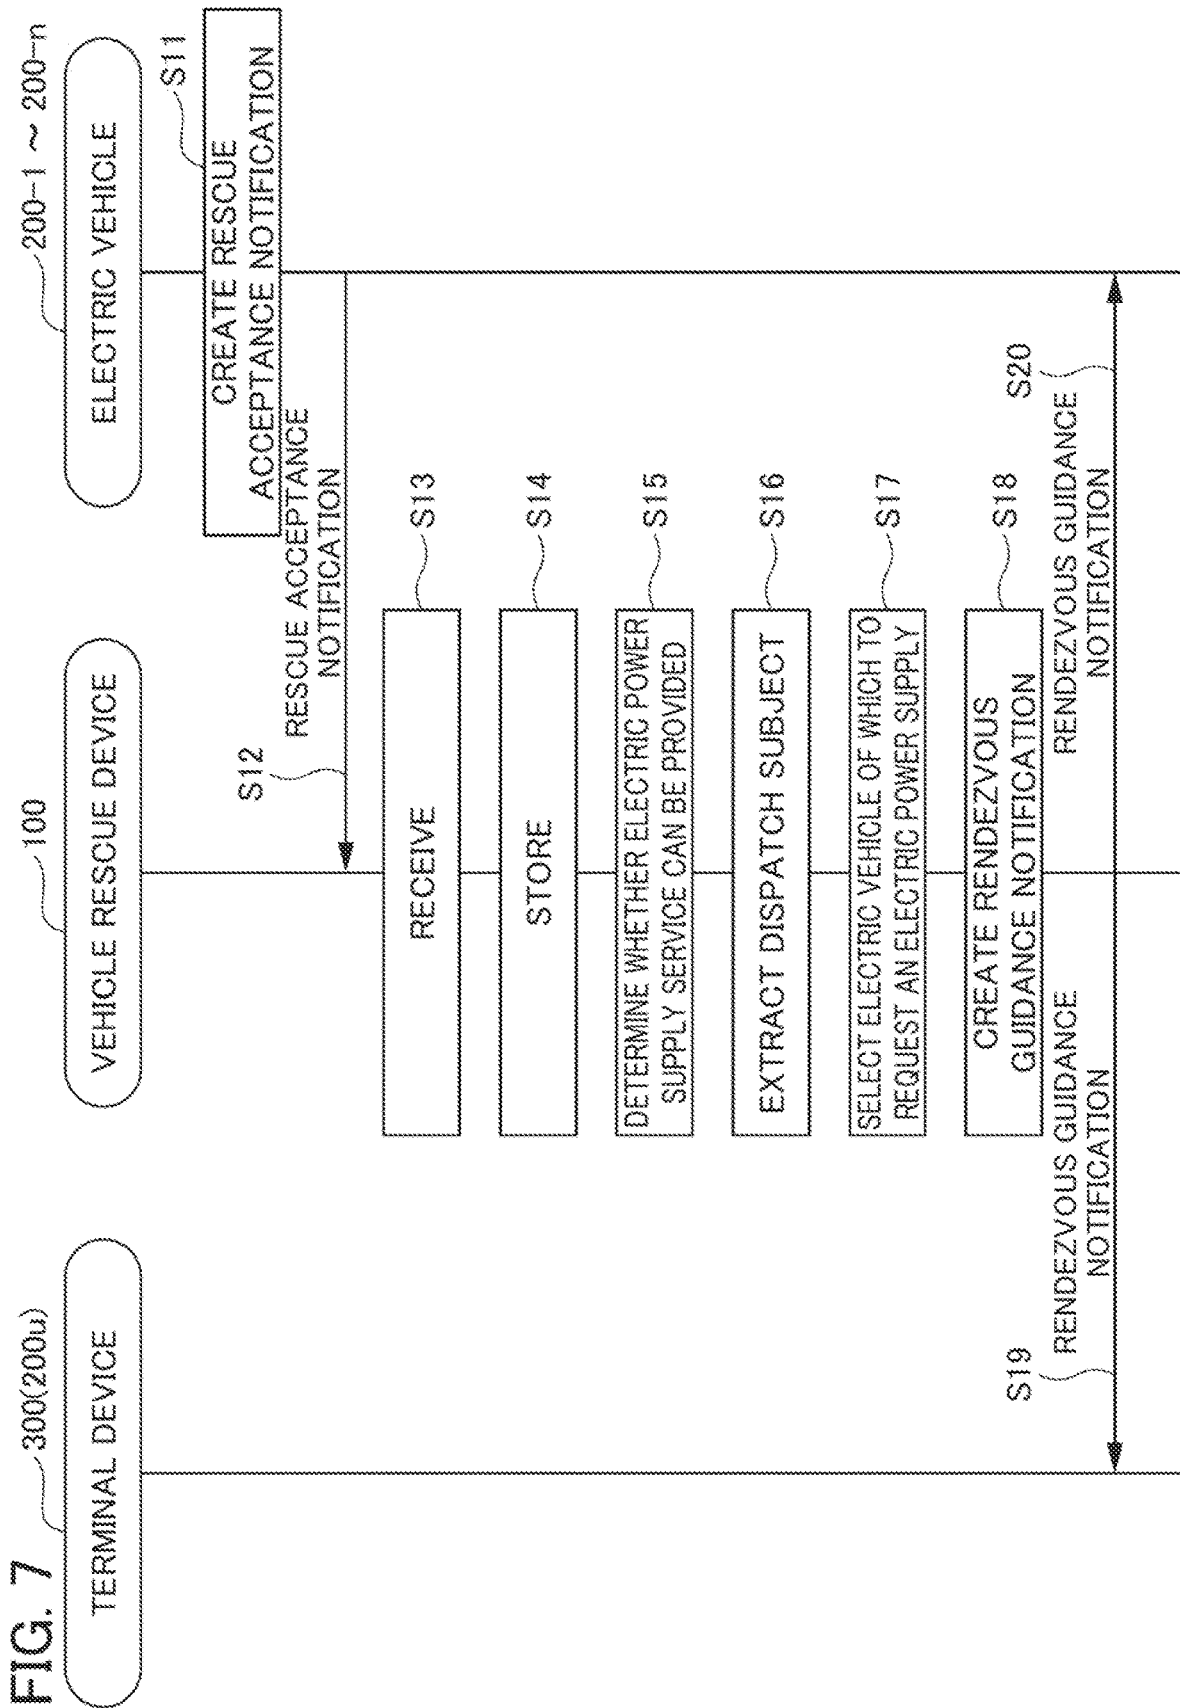 FIG. 7
300(200u)
TERMINAL DEVICE
100
VEHICLE RESCUE DEVICE
200-1 ~ 200-n
ELECTRIC VEHICLE
S11
CREATE RESCUE
ACCEPTANCE NOTIFICATION
S12
RESCUE ACCEPTANCE
NOTIFICATION
RECEIVE
S13
STORE
S14
DETERMINE WHETHER ELECTRIC POWER
SUPPLY SERVICE CAN BE PROVIDED
S15
EXTRACT DISPATCH SUBJECT
S16
SELECT ELECTRIC VEHICLE OF WHICH TO
REQUEST AN ELECTRIC POWER SUPPLY
S17
CREATE RENDEZVOUS
GUIDANCE NOTIFICATION
S18
S19
RENDEZVOUS GUIDANCE
NOTIFICATION
RENDEZVOUS GUIDANCE
NOTIFICATION
S20